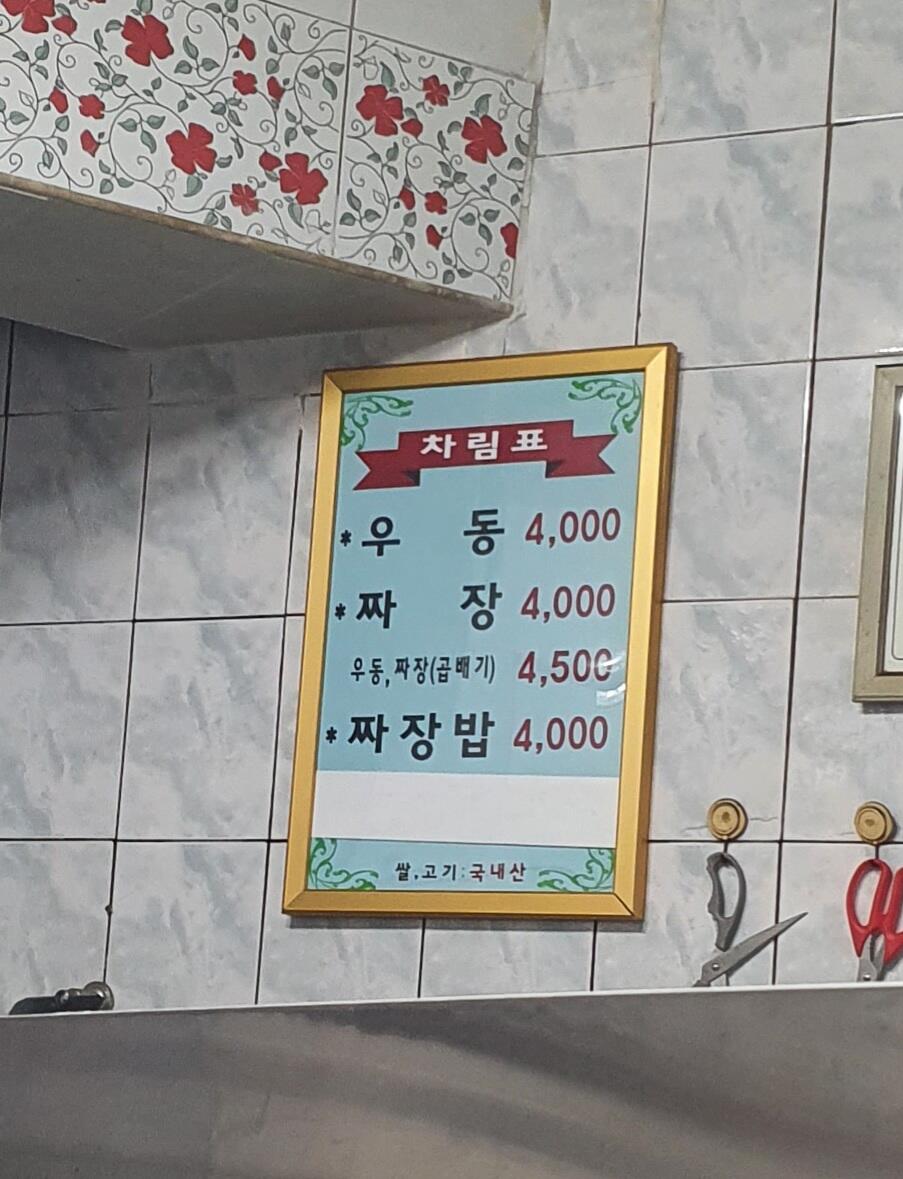 차림표
*우 동 4,000
*짜 장 4,000
우동,짜장(곱배기) 4,500
*짜장밥 4,000
쌀,고기:국내산